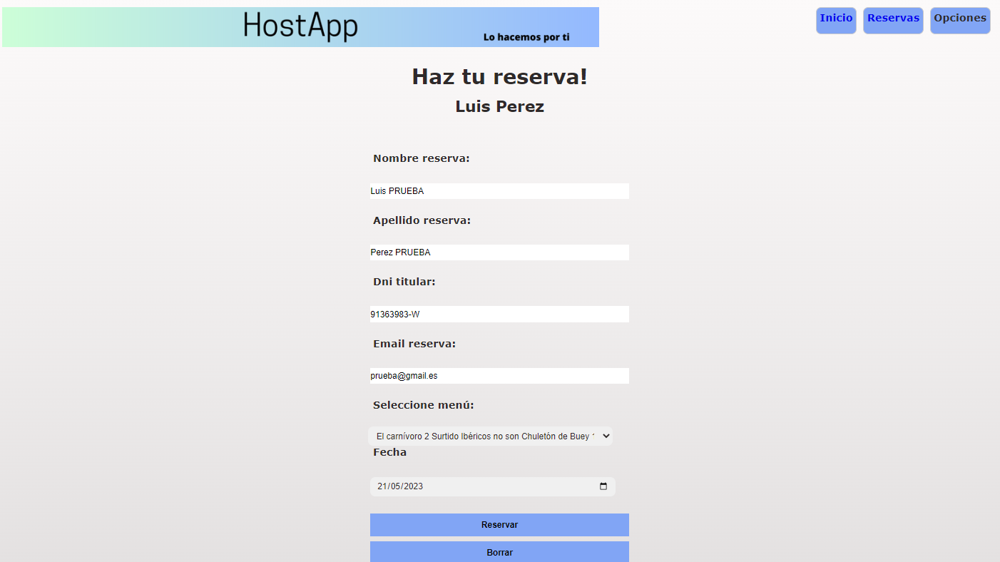 HostApp
Lo hacemos por ti
Inicio
Reservas
Opciones
Haz tu reserva!
Luis Perez
Nombre reserva:
Luis PRUEBA
Apellido reserva:
Perez PRUEBA
Dni titular:
91363983-W
Email reserva:
prueba@gmail.es
Seleccione menú:
El carnívoro 2 Surtido Ibéricos no son Chuletón de Buey
Fecha
21/05/2023
Reservar
Borrar